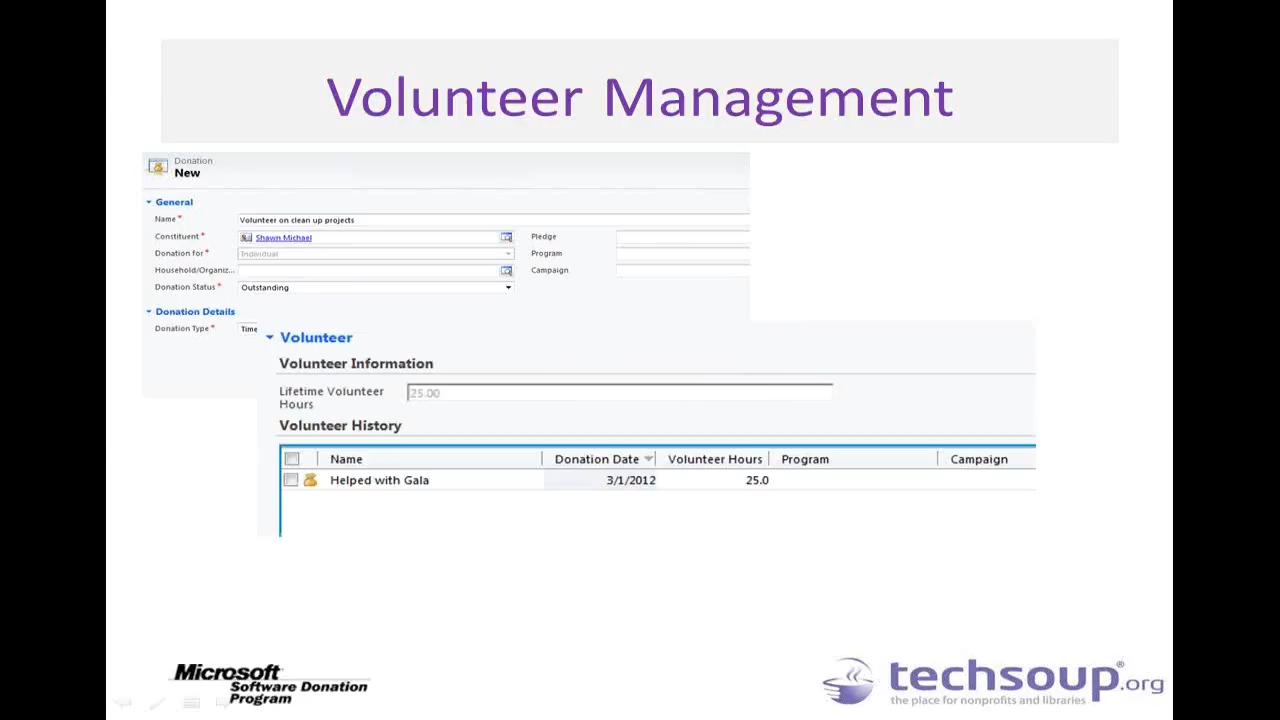 Volunteer Management
Donation
New
General
Name*
Volunteer on clean up projects
Constituent*
Shawn Michael
Pledge
Donation for*
Individual
Program
Household/Organiz...
Campaign
Donation Status*
Outstanding
Donation Details
Donation Type*
Time
Volunteer
Volunteer Information
Lifetime Volunteer
Hours
25.00
Volunteer History
Name Donation Date Volunteer Hours Program Campaign
Helped with Gala 3/1/2012 25.0
Microsoft
Software Donation
Program
techsoup®.org
the place for nonprofits and libraries